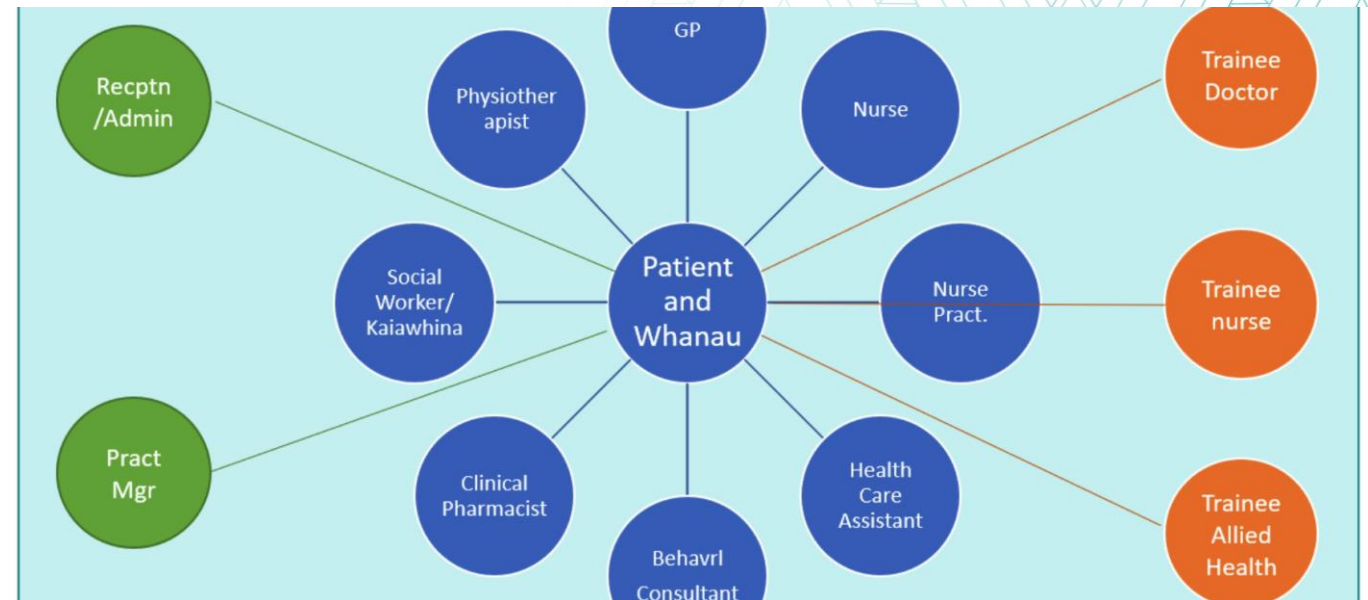 GP
Recptn
/Admin
Physiother
apist
Nurse
Trainee
Doctor
Social
Worker/
Kaiawhina
Patient
and
Whanau
Nurse
Pract.
Trainee
nurse
Pract
Mgr
Clinical
Pharmacist
Behavrl
Consultant
Health
Care
Assistant
Trainee
Allied
Health